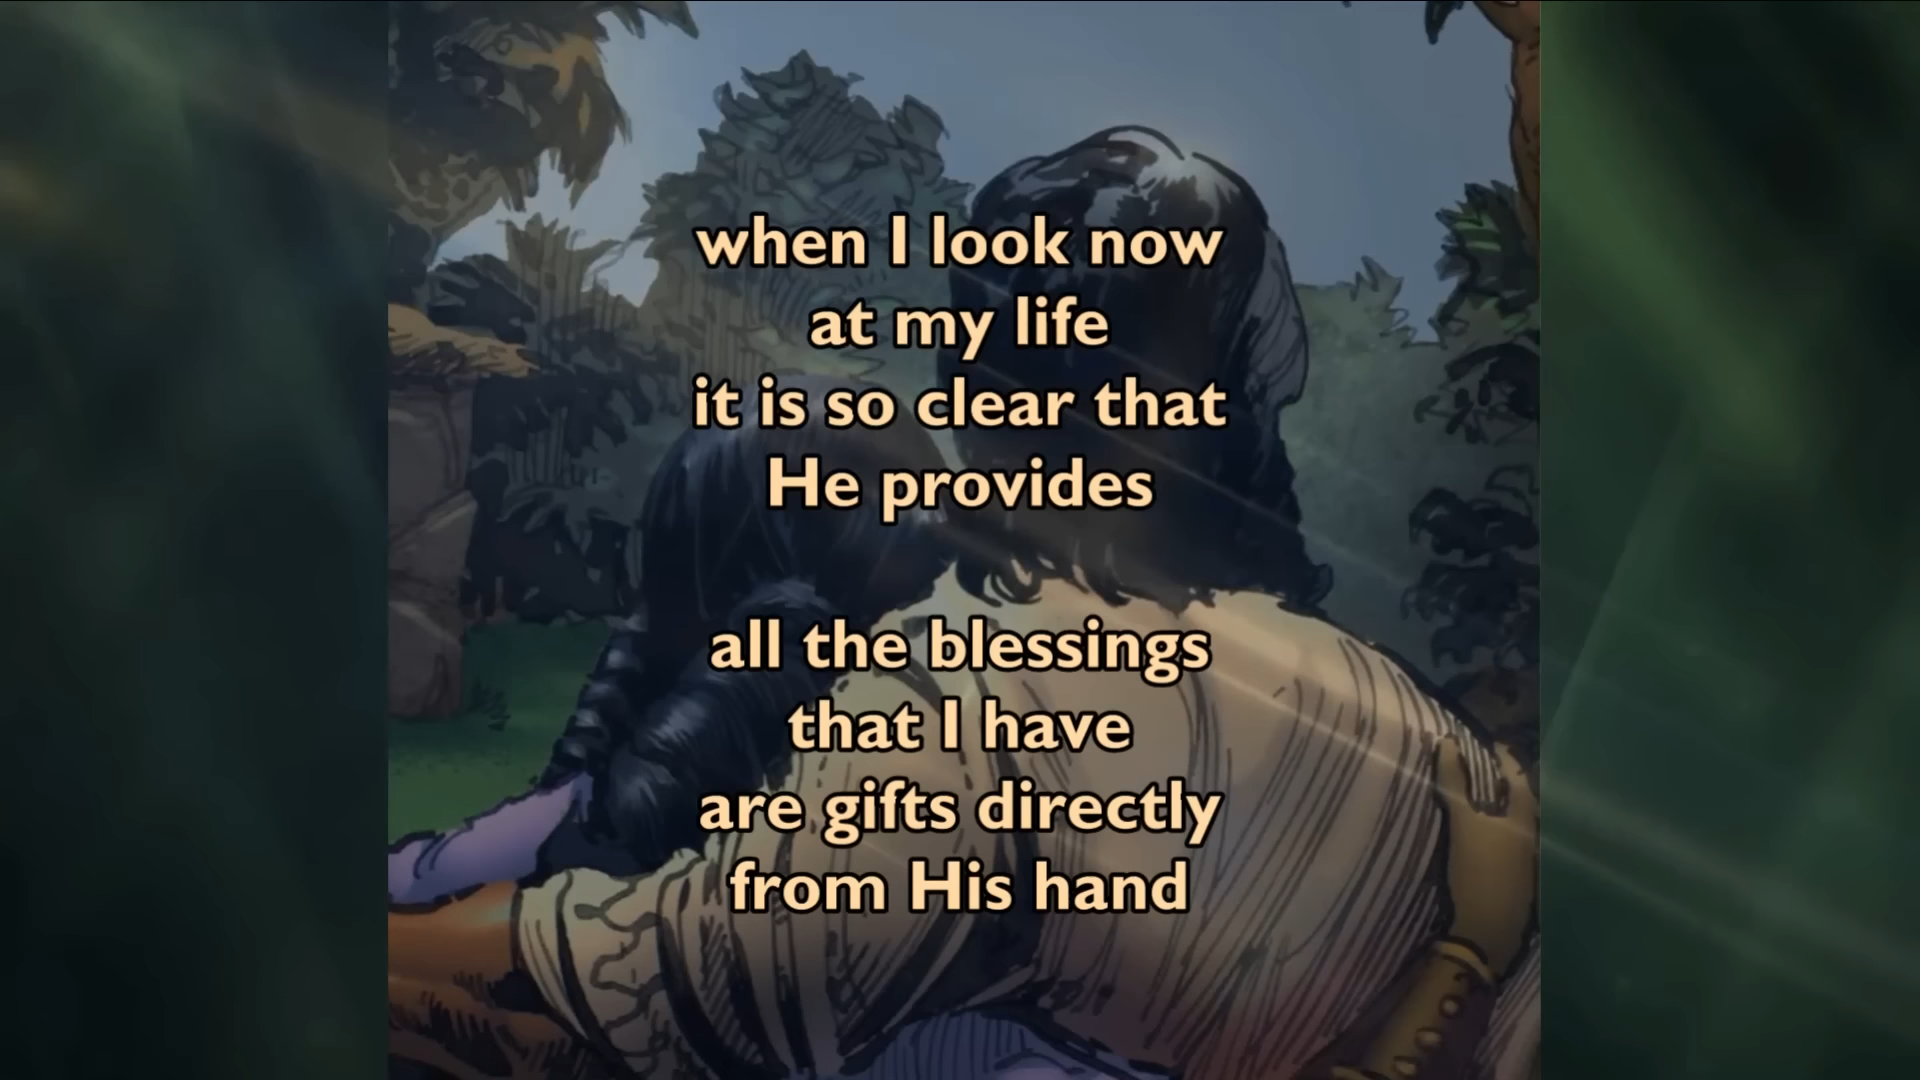 when I look now
at my life
it is so clear that
He provides
all the blessings
that I have
are gifts directly
from His hand